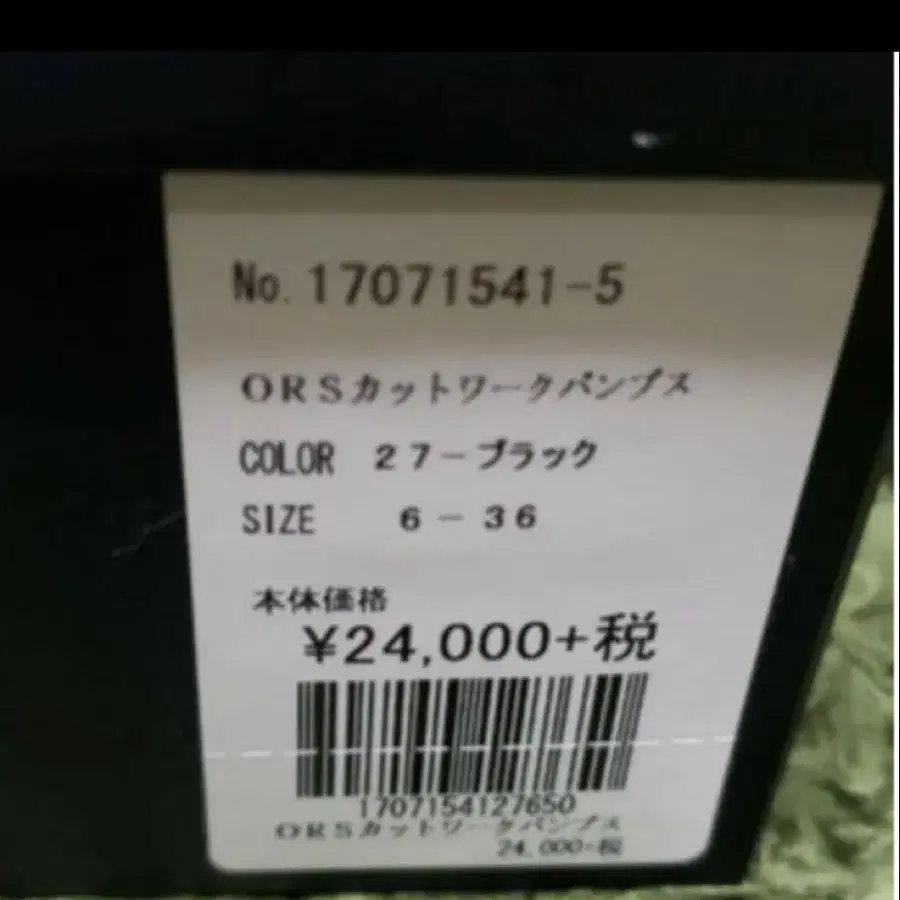 No.17071541-5
ORSカットワークパンプス
COLOR 27-ブラック
SIZE 6-36
本体価格
¥24,000+税
1707154127650
ORSカットワークパンプス
24,000+税